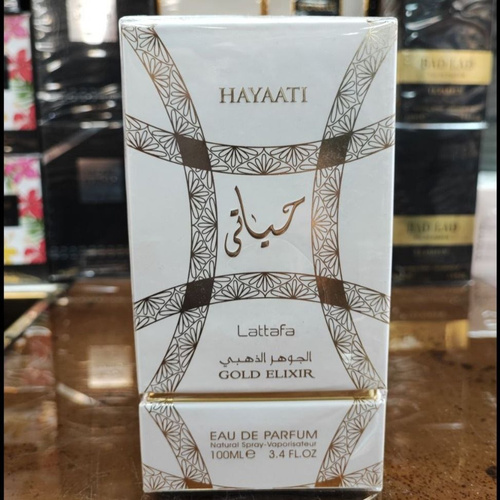 HAYAATI
حياتي
Lattafa
الجوهر الذهبي
GOLD ELIXIR
EAU DE PARFUM
Natural Spray-Vaporisateur
100ML℮ 3.4 FL.OZ